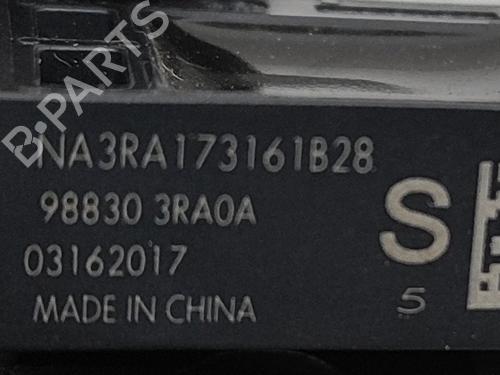 B-PARTS
NA3RA173161B28
98830 3RA0A
03162017
MADE IN CHINA
S
5